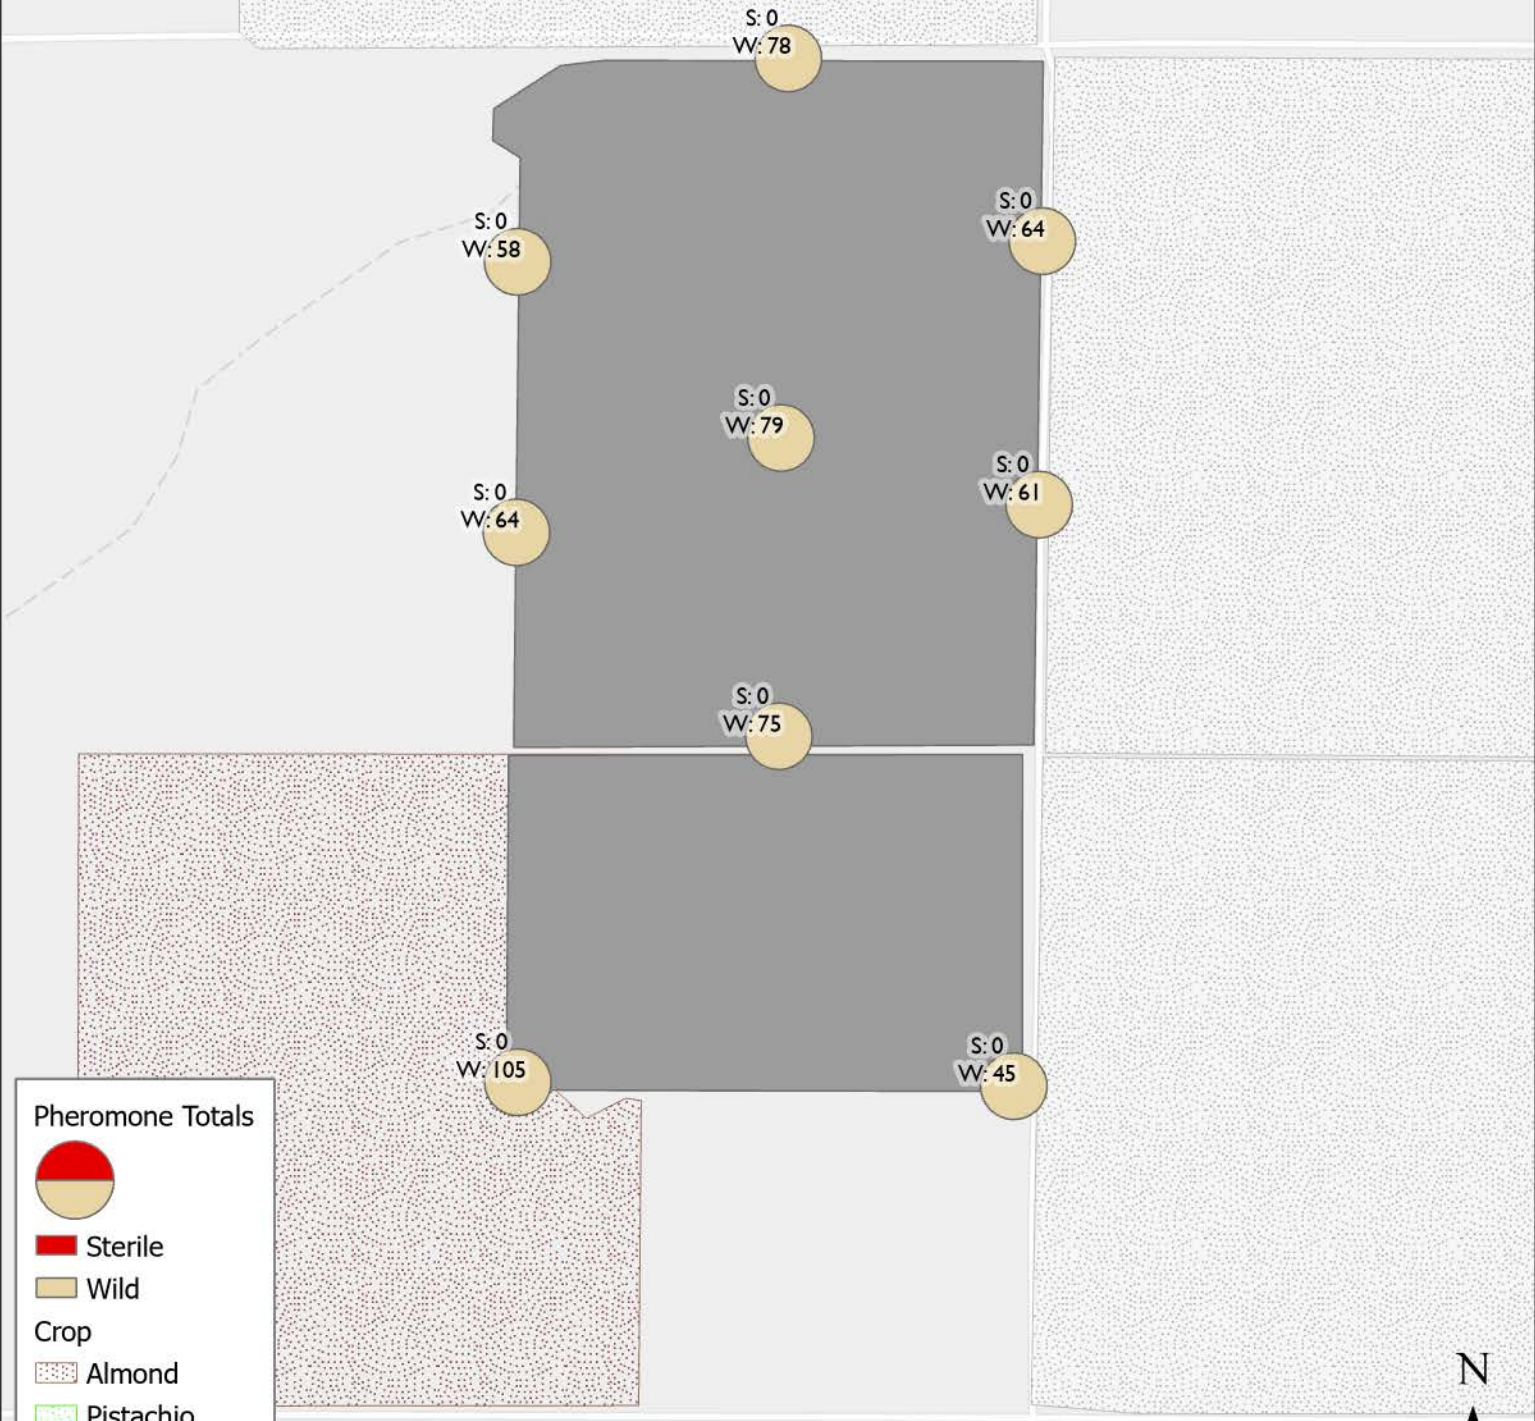 S: 0
W: 78
S: 0
W: 64
S: 0
W: 58
S: 0
W: 79
S: 0
W: 61
S: 0
W: 64
S: 0
W: 75
S: 0
W: 105
S: 0
W: 45
Pheromone Totals
Sterile
Wild
Crop
Almond
Pistachio
N